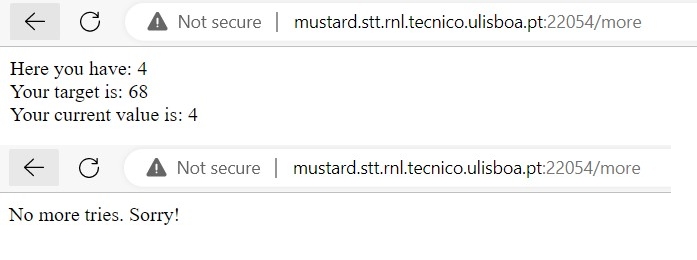 Not secure | mustard.stt.rnl.tecnico.ulisboa.pt:22054/more
Here you have: 4
Your target is: 68
Your current value is: 4
Not secure | mustard.stt.rnl.tecnico.ulisboa.pt:22054/more
No more tries. Sorry!